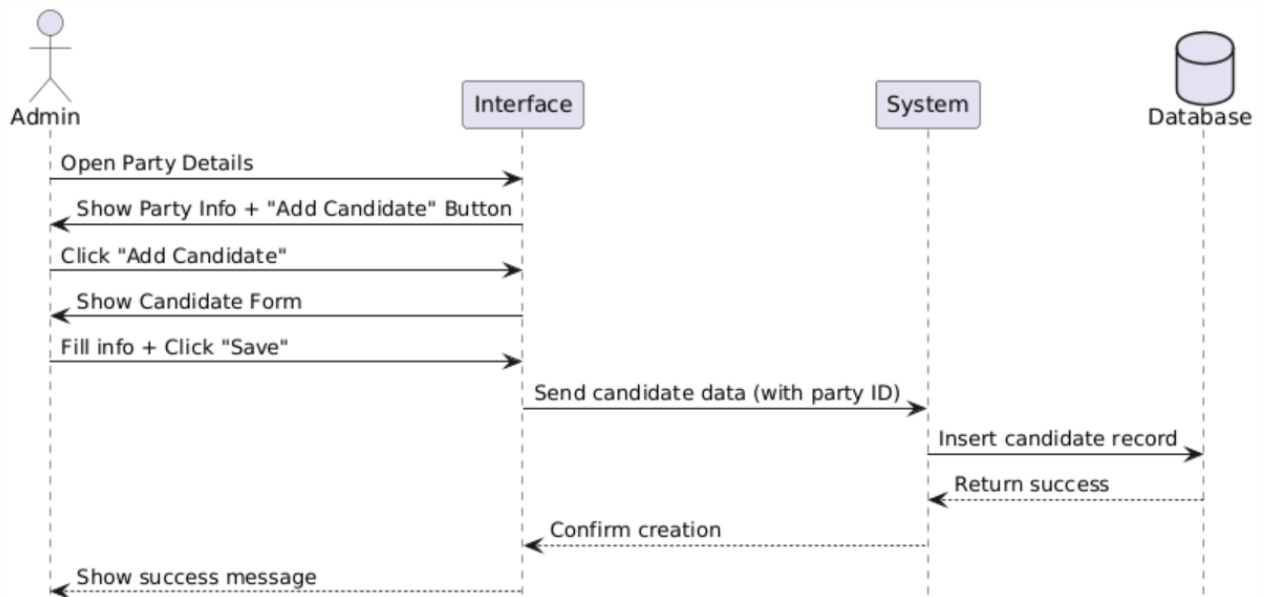 Admin
Interface
System
Database
Open Party Details
Show Party Info + "Add Candidate" Button
Click "Add Candidate"
Show Candidate Form
Fill info + Click "Save"
Send candidate data (with party ID)
Insert candidate record
Return success
Confirm creation
Show success message